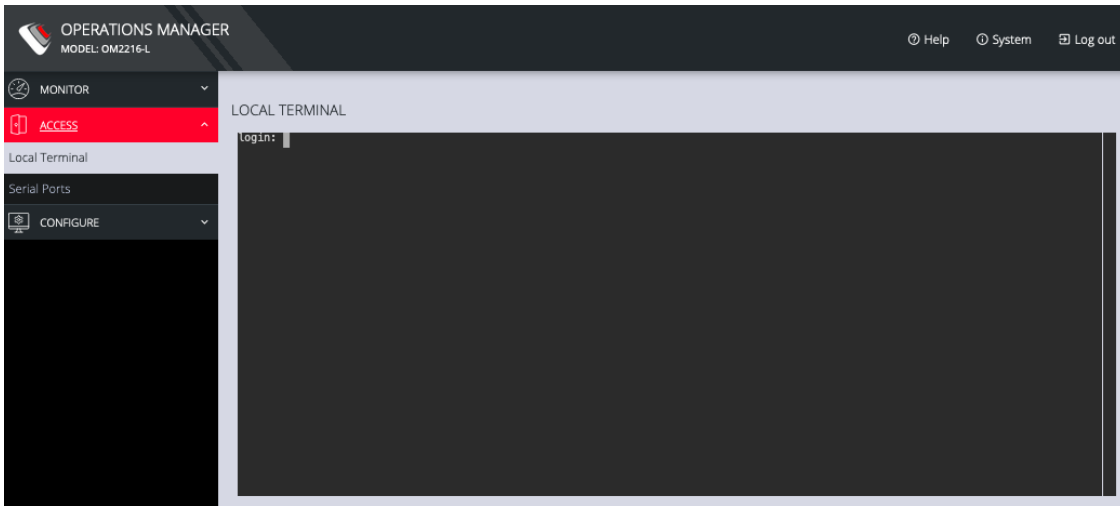 OPERATIONS MANAGER
MODEL: OM2216-L
Help
System
Log out
MONITOR
ACCESS
Local Terminal
Serial Ports
CONFIGURE
LOCAL TERMINAL
login: